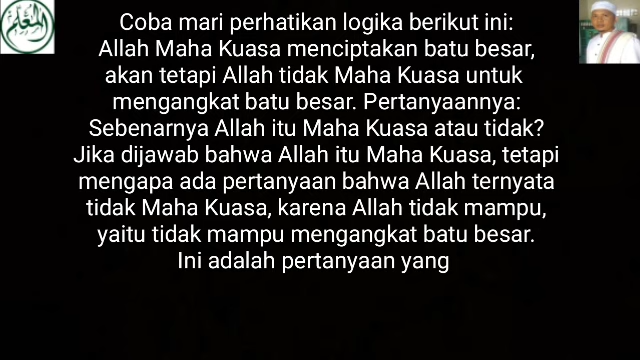 Coba mari perhatikan logika berikut ini:
Allah Maha Kuasa menciptakan batu besar,
akan tetapi Allah tidak Maha Kuasa untuk
mengangkat batu besar. Pertanyaannya:
Sebenarnya Allah itu Maha Kuasa atau tidak?
Jika dijawab bahwa Allah itu Maha Kuasa, tetapi
mengapa ada pertanyaan bahwa Allah ternyata
tidak Maha Kuasa, karena Allah tidak mampu,
yaitu tidak mampu mengangkat batu besar.
Ini adalah pertanyaan yang